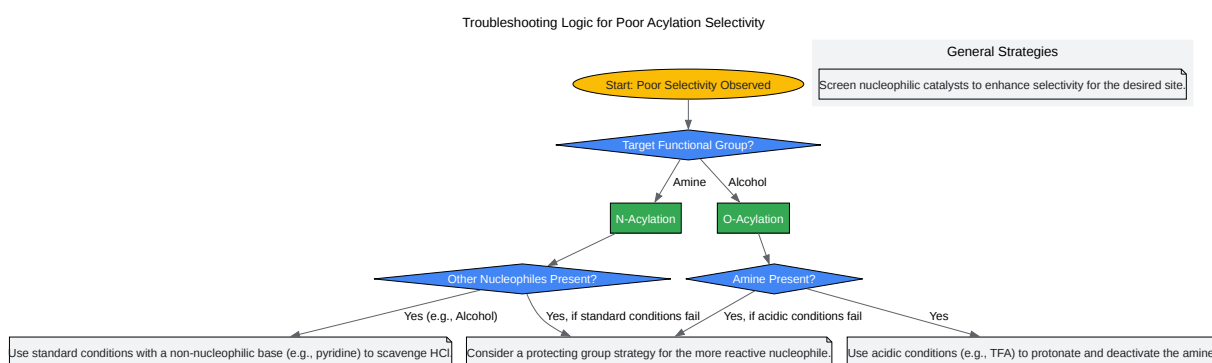 Troubleshooting Logic for Poor Acylation Selectivity
General Strategies
Screen nucleophilic catalysts to enhance selectivity for the desired site.
Start: Poor Selectivity Observed
Target Functional Group?
Amine
Alcohol
N-Acylation
O-Acylation
Other Nucleophiles Present?
Amine Present?
Yes (e.g., Alcohol)
Yes, if standard conditions fail
Yes, if acidic conditions fail
Yes
Use standard conditions with a non-nucleophilic base (e.g., pyridine) to scavenge HCl.
Consider a protecting group strategy for the more reactive nucleophile.
Use acidic conditions (e.g., TFA) to protonate and deactivate the amine